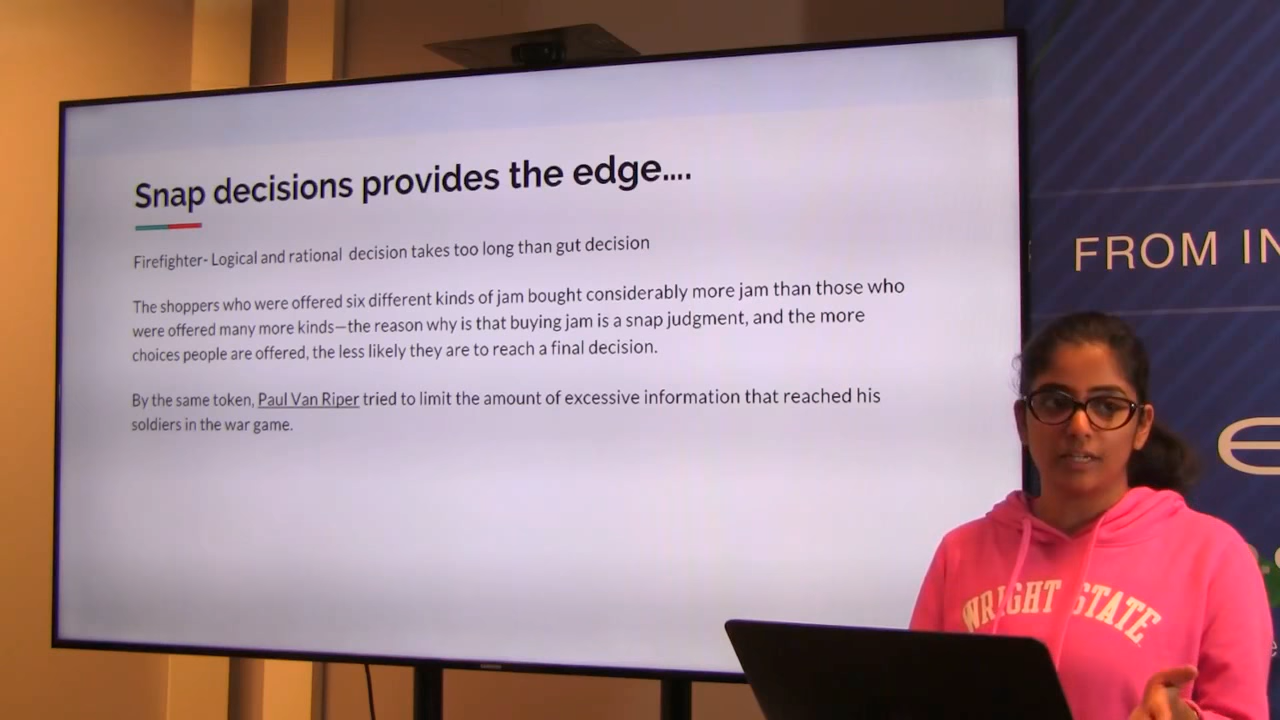 Snap decisions provides the edge....
Firefighter- Logical and rational decision takes too long than gut decision
The shoppers who were offered six different kinds of jam bought considerably more jam than those who
were offered many more kinds—the reason why is that buying jam is a snap judgment, and the more
choices people are offered, the less likely they are to reach a final decision.
By the same token, Paul Van Riper tried to limit the amount of excessive information that reached his
soldiers in the war game.
FROM IN
WRIGHT STATE